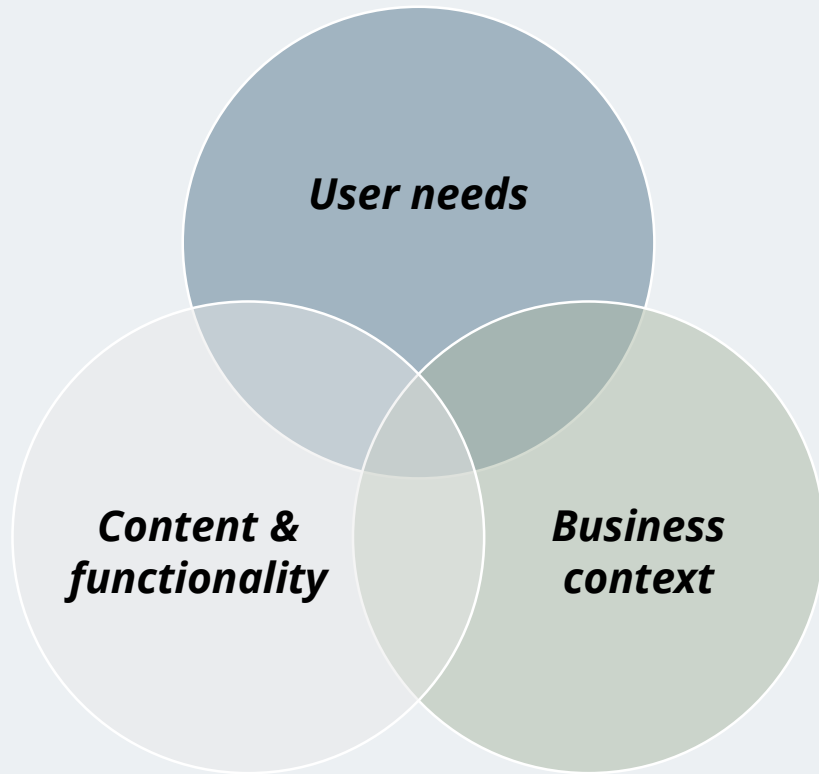 User needs
Content &
functionality
Business
context